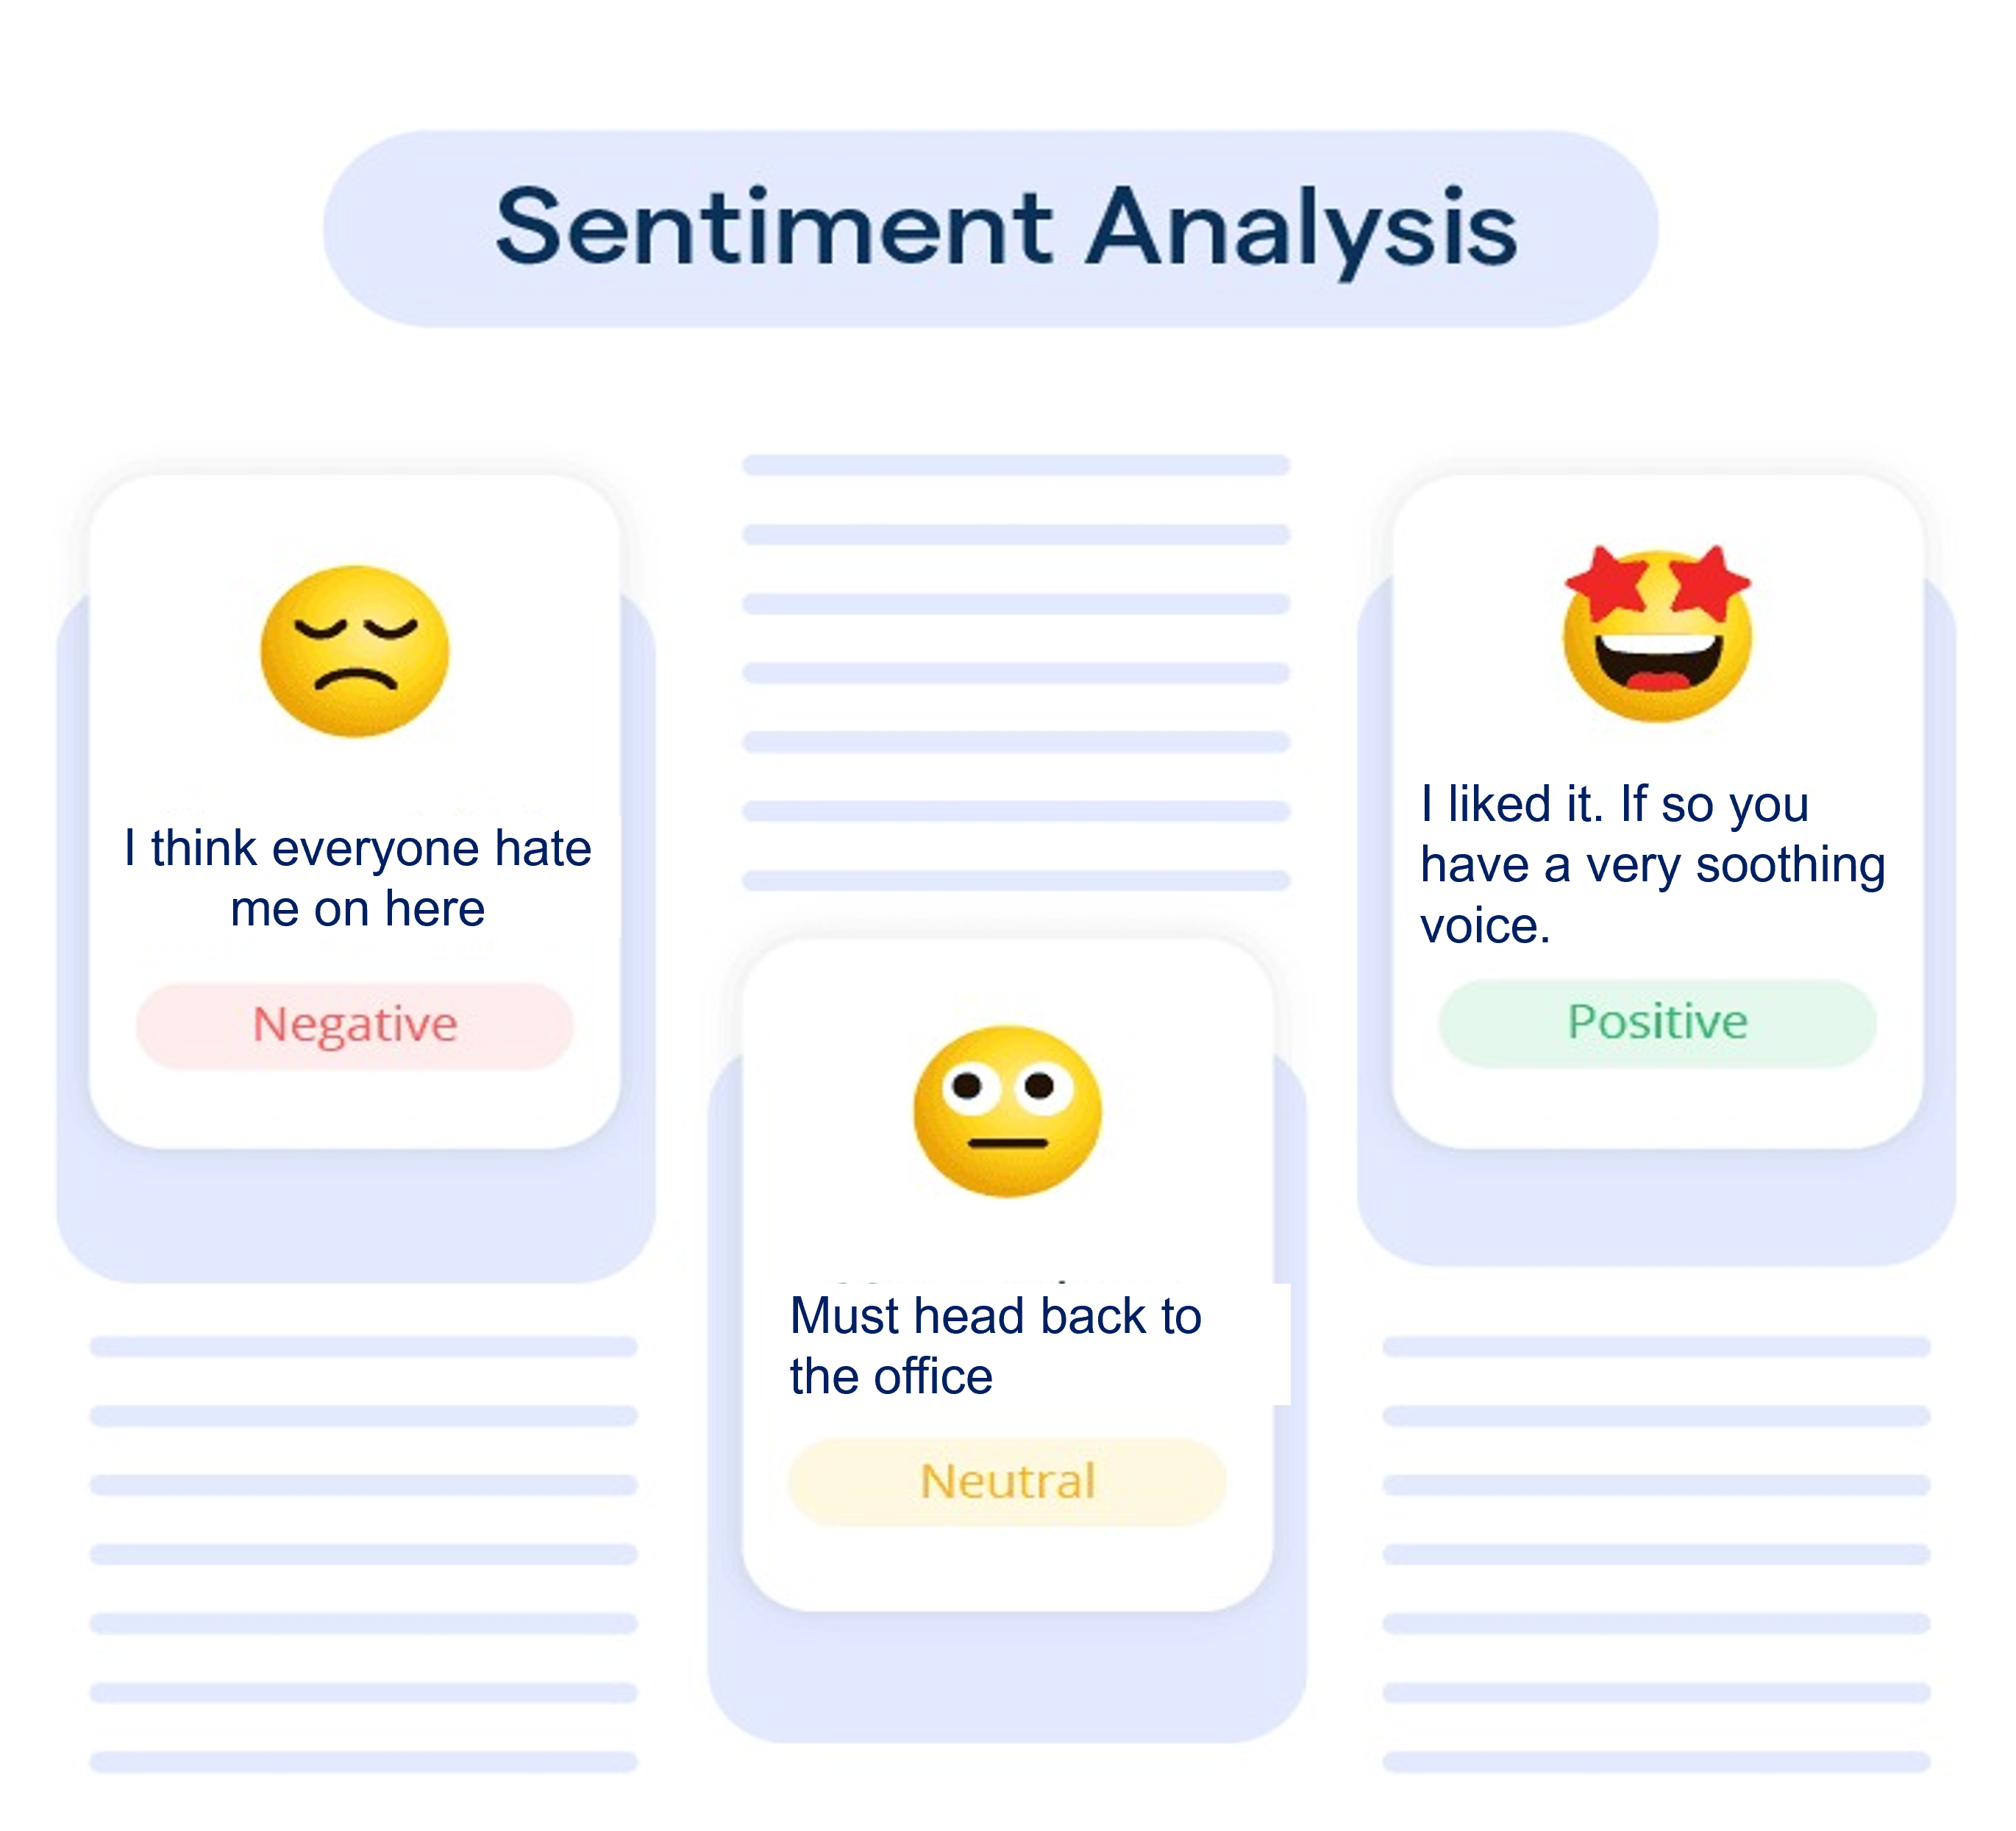 Sentiment Analysis
I think everyone hate
me on here
Negative
Must head back to
the office
Neutral
I liked it. If so you
have a very soothing
voice.
Positive